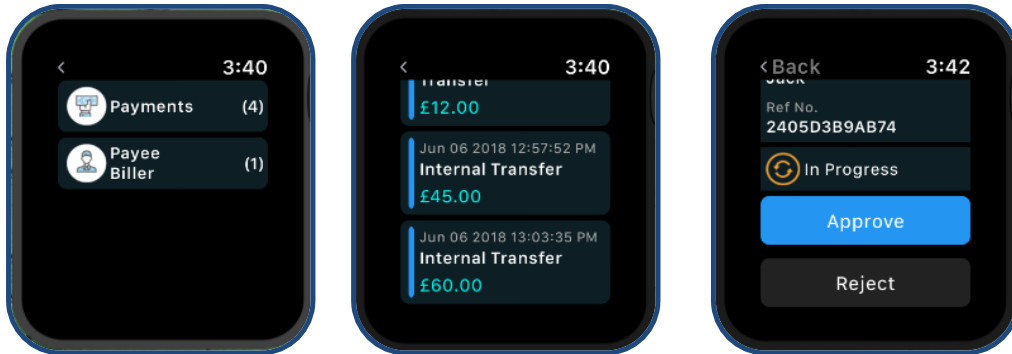 3:40
Payments (4)
Payee
Biller (1)
3:40
Transfer
£12.00
Jun 06 2018 12:57:52 PM
Internal Transfer
£45.00
Jun 06 2018 13:03:35 PM
Internal Transfer
£60.00
Back 3:42
Jack
Ref No.
2405D3B9AB74
In Progress
Approve
Reject